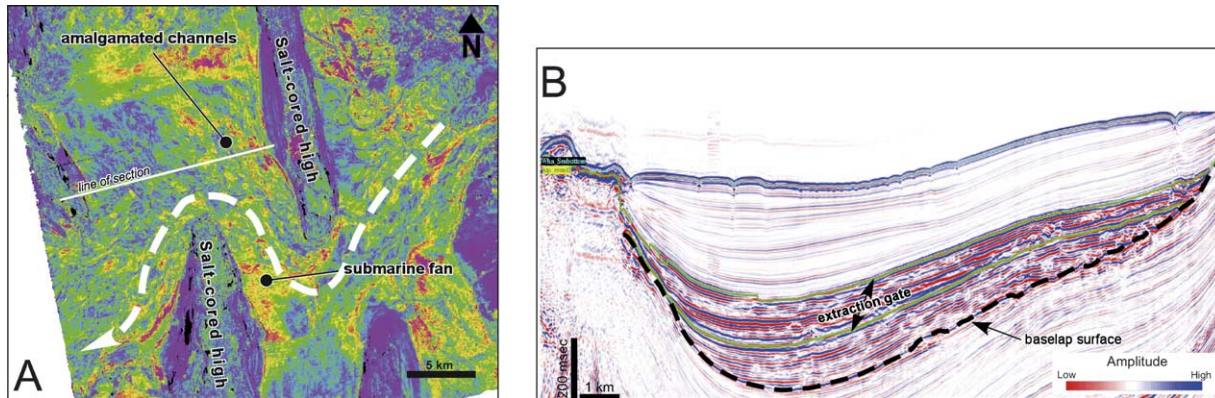 amalgamated channels
N
Salt-cored high
line of section
submarine fan
Salt-cored high
5 km
A
B
extraction gate
baselap surface
200 msec
1 km
Amplitude
Low High